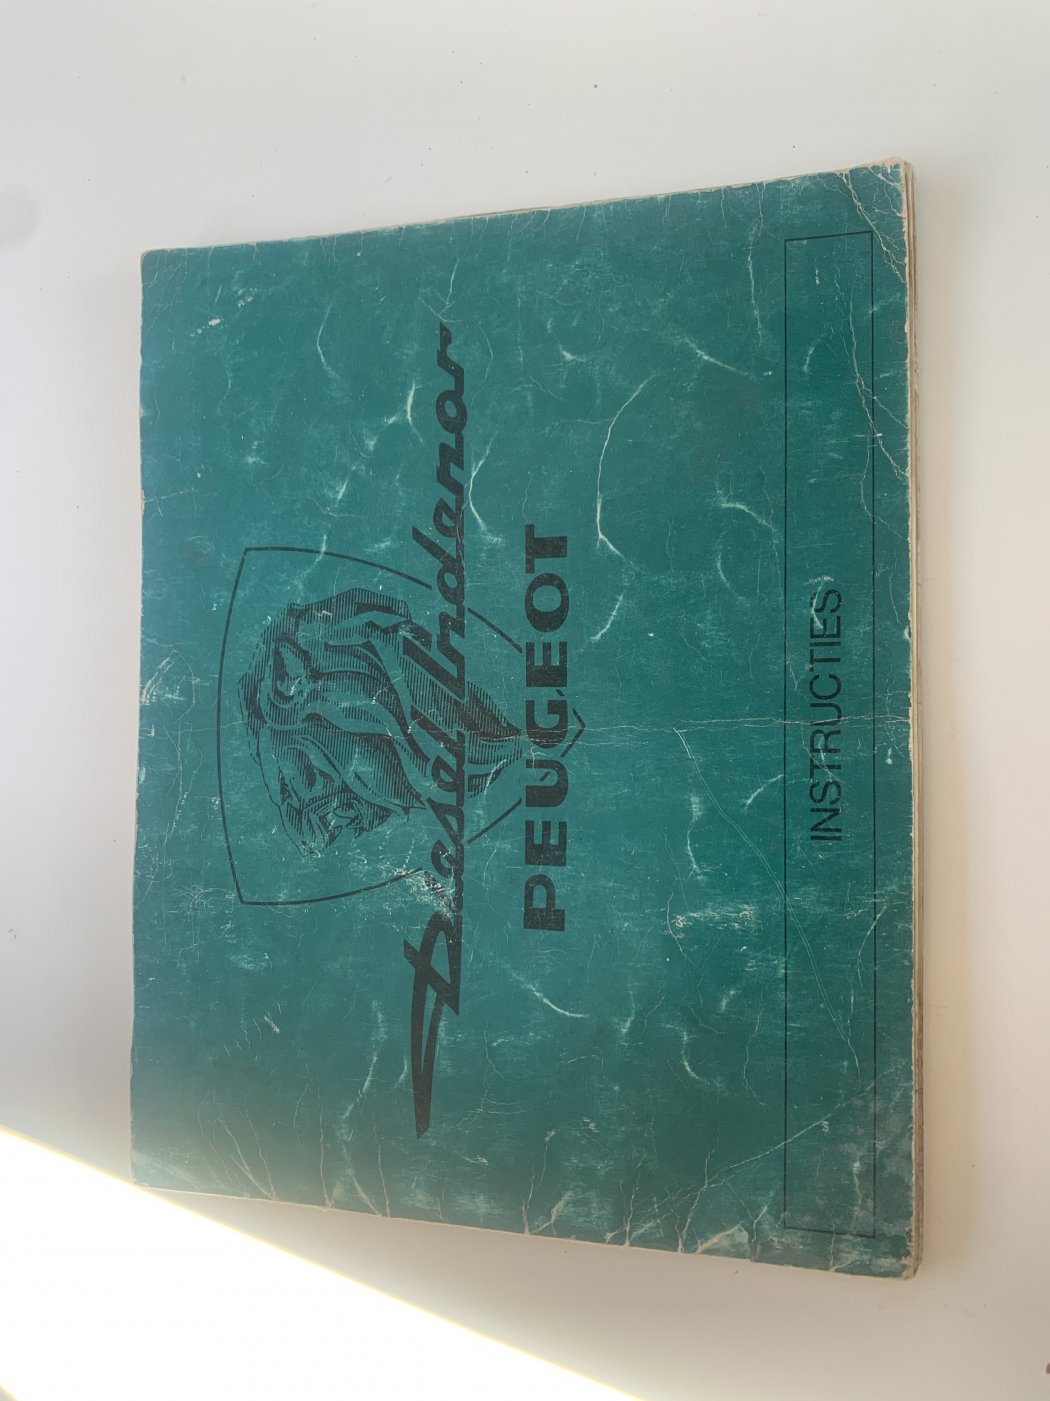 Diesel Indenor
PEUGEOT
INSTRUCTIES